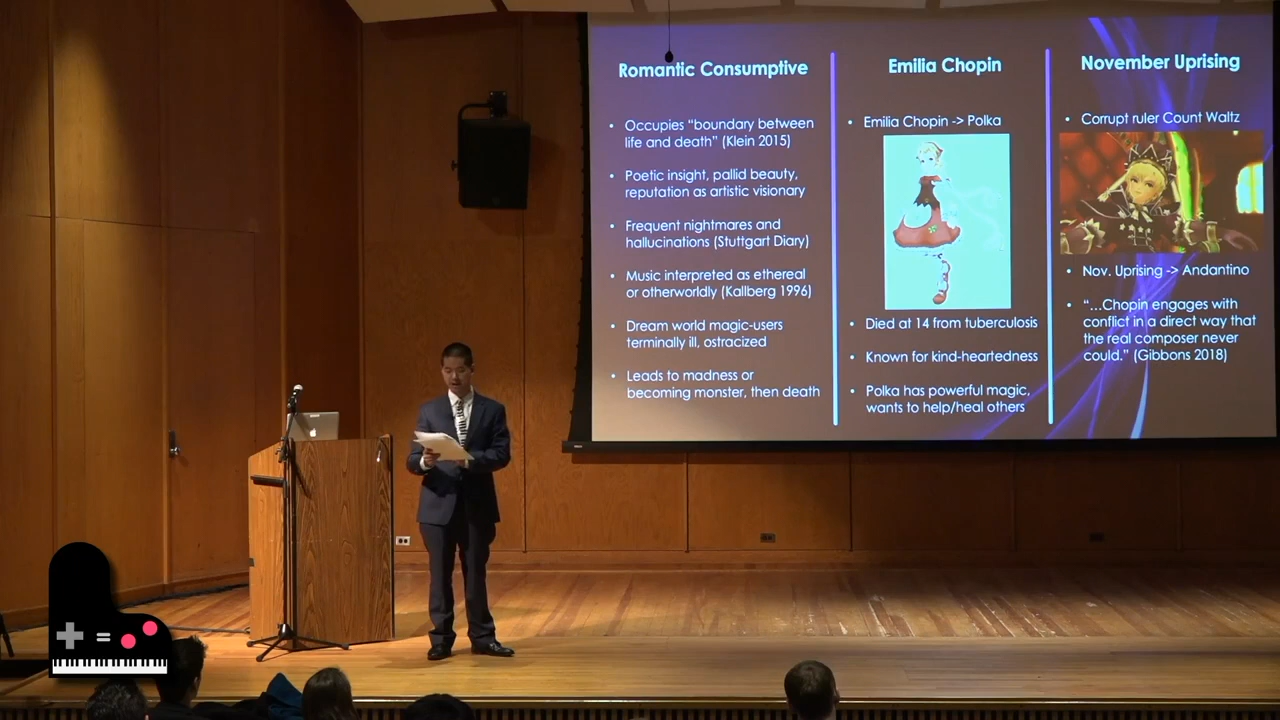 Romantic Consumptive
• Occupies “boundary between
life and death” (Klein 2015)
• Poetic insight, pallid beauty,
reputation as artistic visionary
• Frequent nightmares and
hallucinations (Stuttgart Diary)
• Music interpreted as ethereal
or otherworldly (Kallberg 1996)
• Dream world magic-users
terminally ill, ostracized
• Leads to madness or
becoming monster, then death
Emilia Chopin
• Emilia Chopin -> Polka
• Died at 14 from tuberculosis
• Known for kind-heartedness
• Polka has powerful magic,
wants to help/heal others
November Uprising
• Corrupt ruler Count Waltz
• Nov. Uprising -> Andantino
• “...Chopin engages with
conflict in a direct way that
the real composer never
could.” (Gibbons 2018)